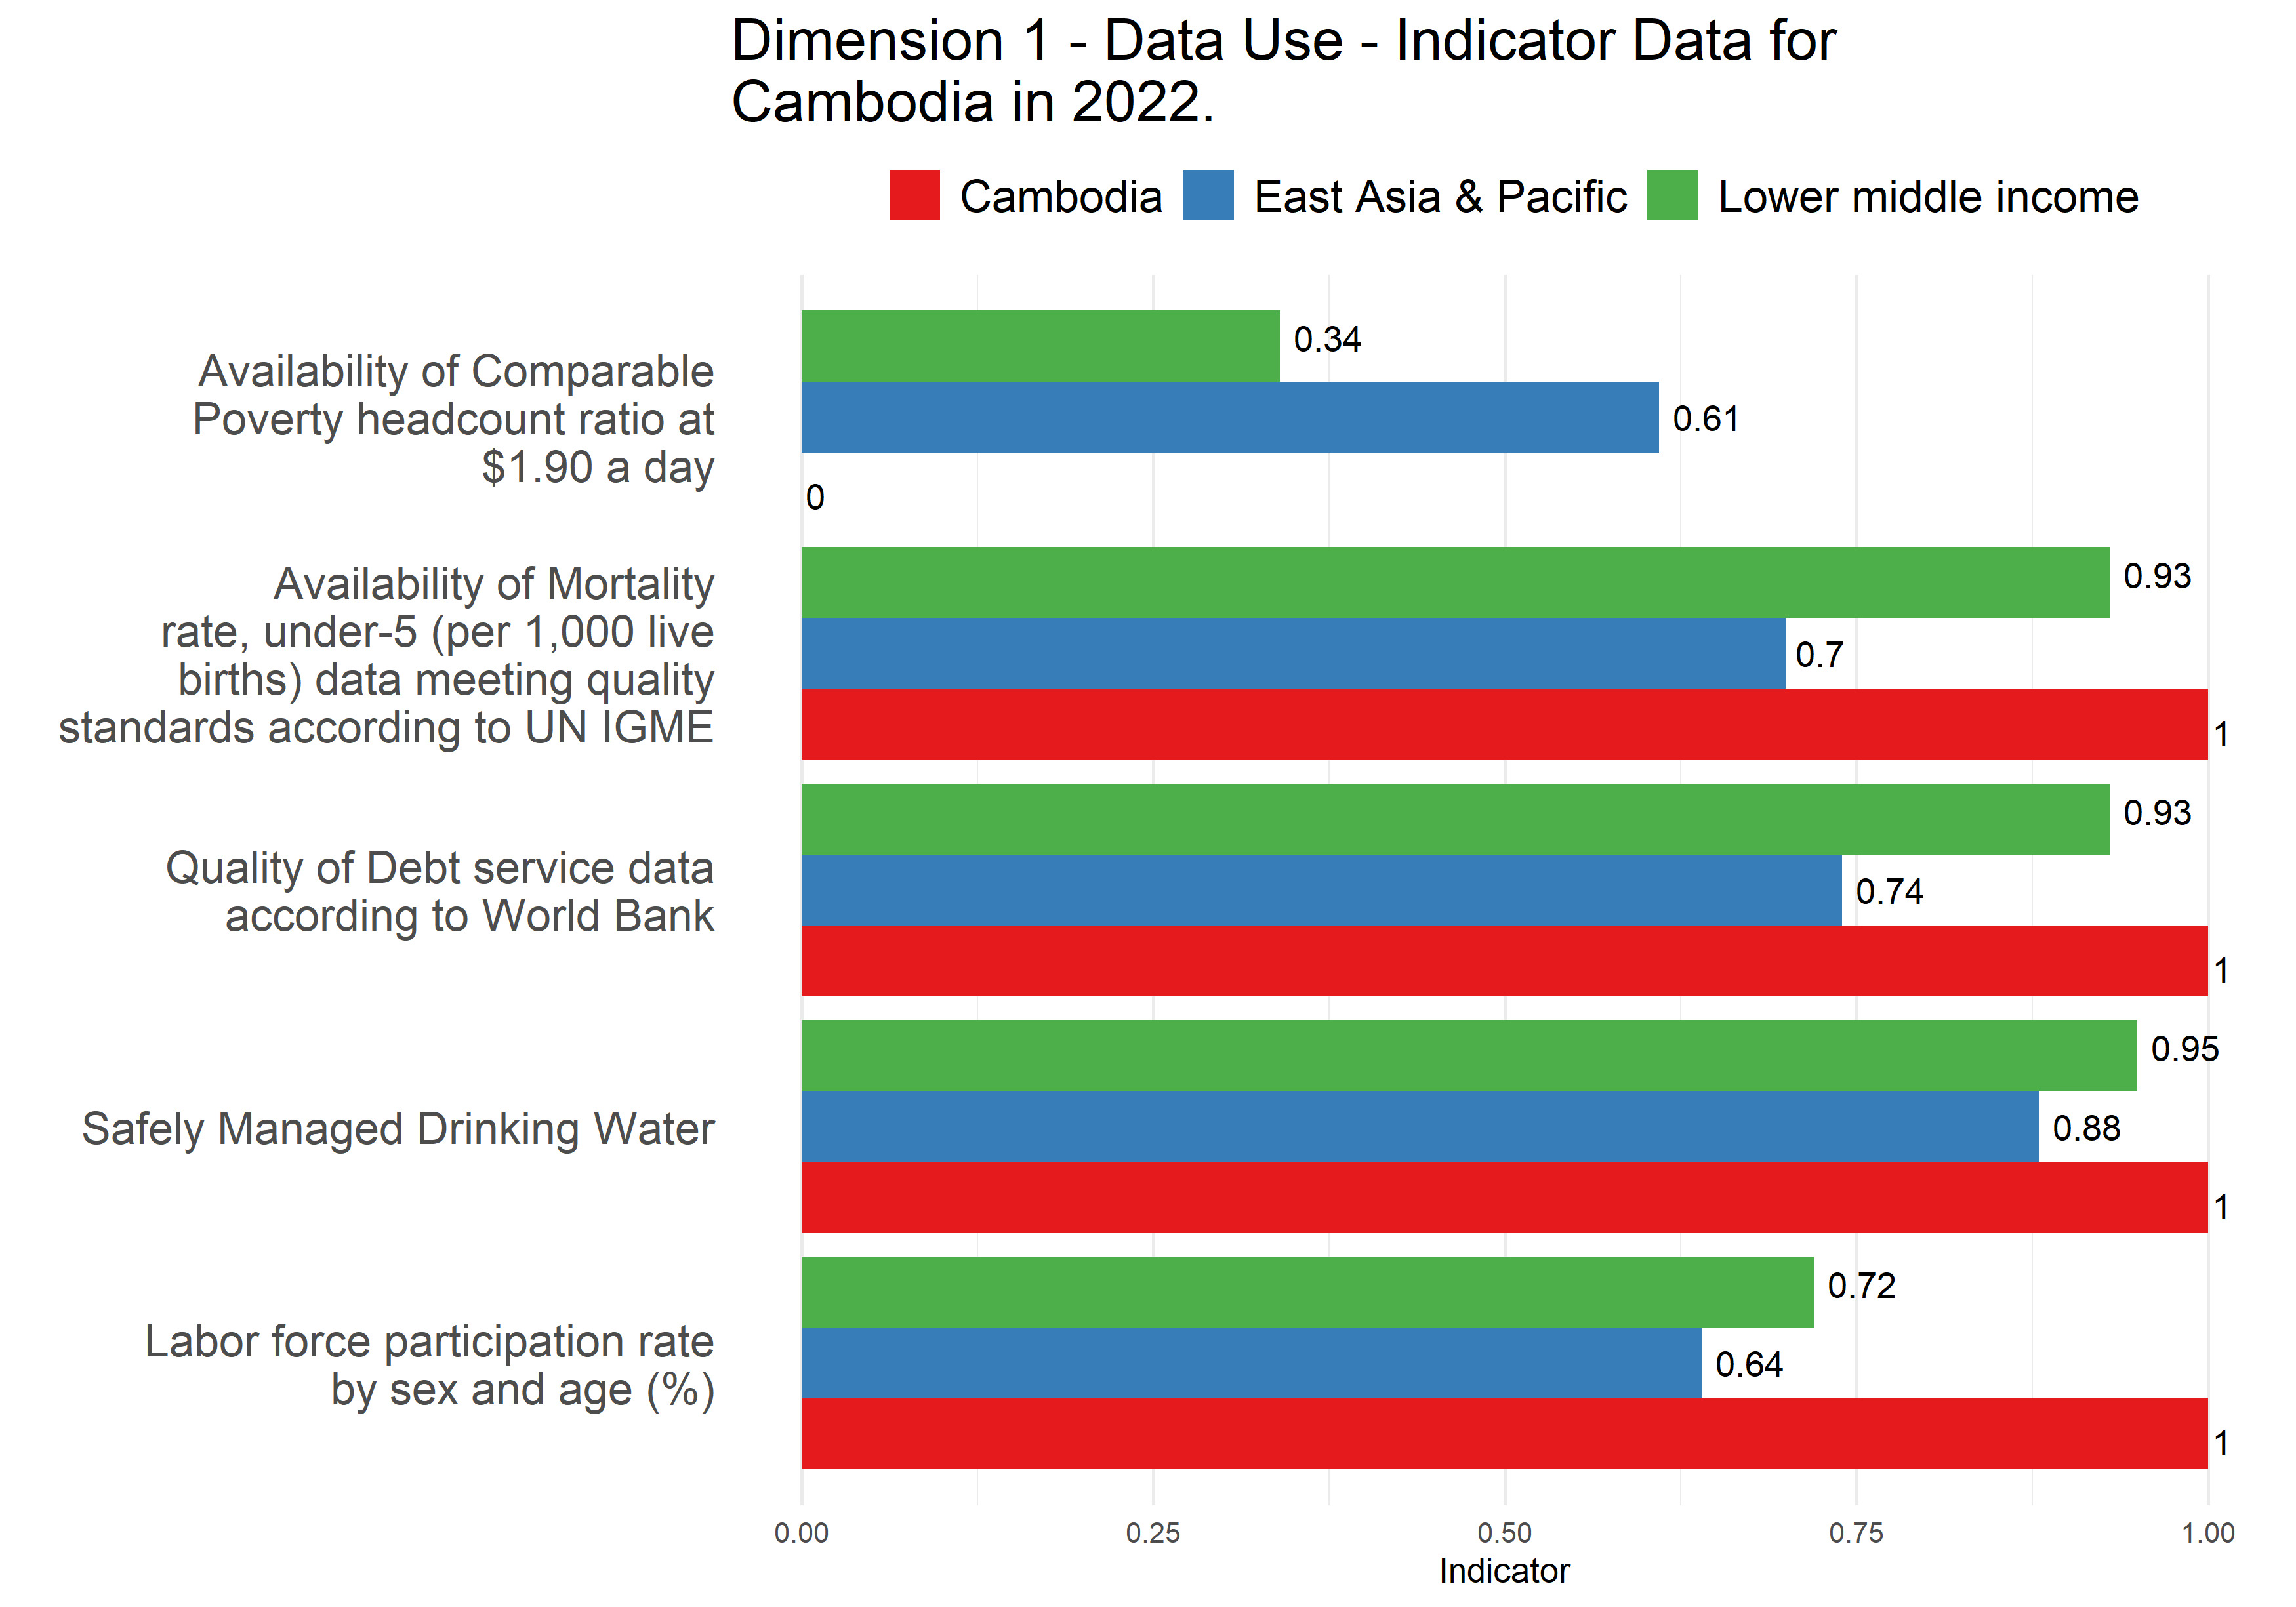 Dimension 1 - Data Use - Indicator Data for
Cambodia in 2022.
Cambodia East Asia & Pacific Lower middle income
Availability of Comparable
Poverty headcount ratio at
$1.90 a day
0.34
0.61
0
Availability of Mortality
rate, under-5 (per 1,000 live
births) data meeting quality
standards according to UN IGME
0.93
0.7
1
Quality of Debt service data
according to World Bank
0.93
0.74
1
Safely Managed Drinking Water
0.95
0.88
1
Labor force participation rate
by sex and age (%)
0.72
0.64
1
0.00 0.25 0.50 0.75 1.00
Indicator